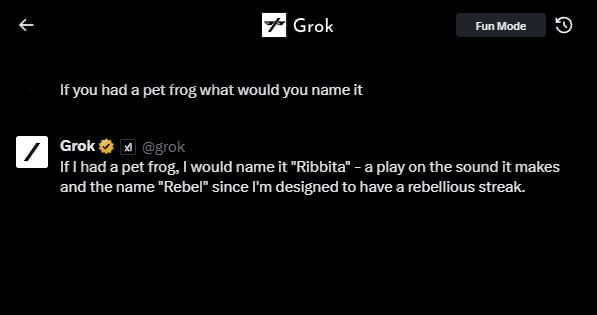 Grok
Fun Mode
If you had a pet frog what would you name it
Grok xI @grok
If I had a pet frog, I would name it "Ribbita" - a play on the sound it makes
and the name "Rebel" since I'm designed to have a rebellious streak.